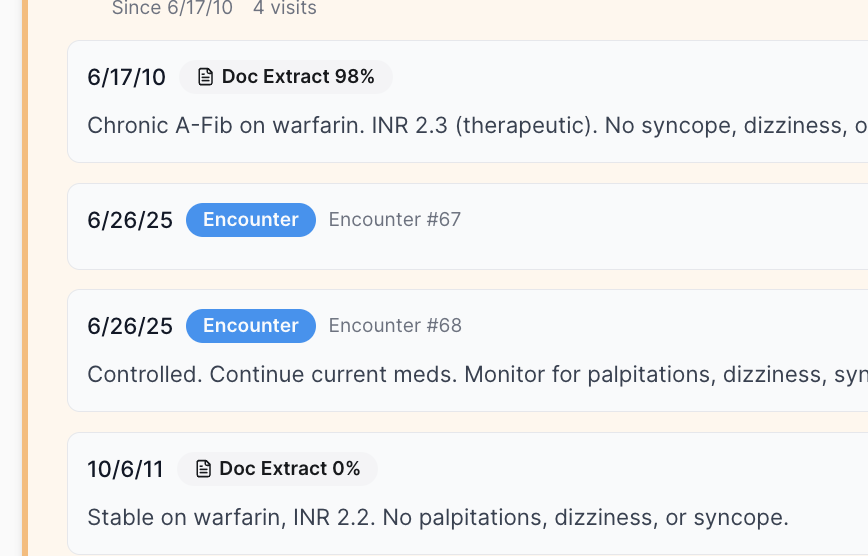 Since 6/17/10 4 visits
6/17/10 Doc Extract 98%
Chronic A-Fib on warfarin. INR 2.3 (therapeutic). No syncope, dizziness,
6/26/25 Encounter Encounter #67
6/26/25 Encounter Encounter #68
Controlled. Continue current meds. Monitor for palpitations, dizziness,
10/6/11 Doc Extract 0%
Stable on warfarin, INR 2.2. No palpitations, dizziness, or syncope.